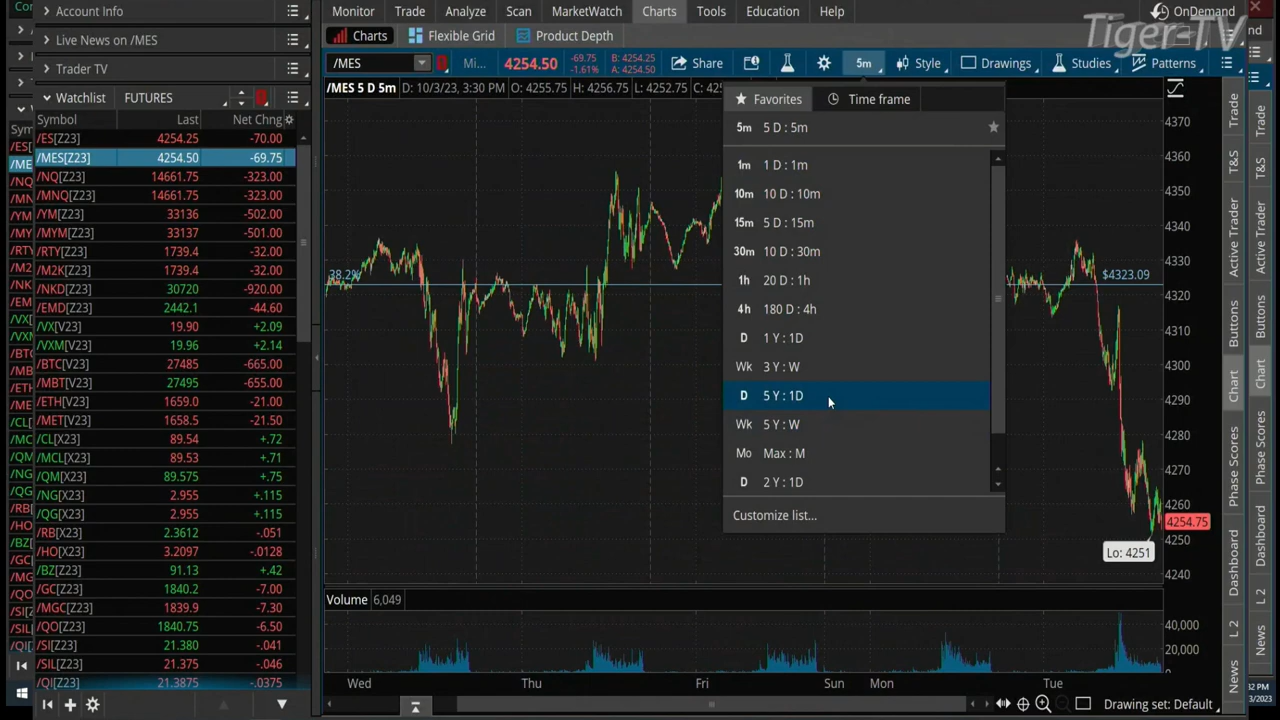 Account Info
Monitor Trade Analyze Scan MarketWatch Charts Tools Education Help
OnDemand
Tiger-TV
Live News on /MES
Charts Flexible Grid Product Depth
Trader TV
/MES 4254.50 -69.75 -1.61% B: 4254.25 A: 4254.50 Share 5m Style Drawings Studies Patterns
Watchlist FUTURES
/MES 5 D 5m D: 10/3/23, 3:30 PM O: 4255.75 H: 4256.75 L: 4252.75
Favorites Time frame
Symbol Last Net Chng
/ES[Z23] 4254.25 -70.00
/MES[Z23] 4254.50 -69.75
/NQ[Z23] 14661.75 -323.00
/MNQ[Z23] 14661.75 -323.00
/YM[Z23] 33136 -502.00
/MYM[Z23] 33137 -501.00
/RTY[Z23] 1739.4 -32.00
/M2K[Z23] 1739.4 -32.00
/NKD[Z23] 30720 -920.00
/EMD[Z23] 2442.1 -44.60
/VX[V23] 19.90 +2.09
/VXM[V23] 19.96 +2.14
/BTC[V23] 27485 -665.00
/MBT[V23] 27495 -655.00
/ETH[V23] 1659.0 -21.50
/MET[V23] 1658.5 -21.50
/CL[X23] 89.54 +.72
/MCL[X23] 89.53 +.71
/QM[X23] 89.575 +.75
/NG[X23] 2.955 +.115
/QG[X23] 2.955 +.115
/RB[X23] 2.3612 -.051
/HO[X23] 3.2097 -.0128
/BZ[Z23] 91.13 +.42
/GC[Z23] 1840.2 -7.00
/MGC[Z23] 1839.9 -7.30
/QO[Z23] 1840.75 -6.50
/SI[Z23] 21.380 -.041
/SIL[Z23] 21.375 -.046
/QI[Z23] 21.3875 -.0375
5m 5 D : 5m
1m 1 D : 1m
10m 10 D : 10m
15m 5 D : 15m
30m 10 D : 30m
1h 20 D : 1h
4h 180 D : 4h
D 1 Y : 1D
Wk 3 Y : W
D 5 Y : 1D
Wk 5 Y : W
Mo Max : M
D 2 Y : 1D
Customize list...
38.2%
$4323.09
4370
4360
4350
4340
4330
4320
4310
4300
4290
4280
4270
4260
4254.75
4250
4240
Lo: 4251
Volume 6,049
40,000
20,000
Wed Thu Fri Sun Mon Tue
Drawing set: Default
Trade
T&S
Active Trader
Buttons
Chart
Phase Scores
Dashboard
L 2
News
Trade
T&S
Active Trader
Buttons
Chart
Phase Scores
Dashboard
L 2
News